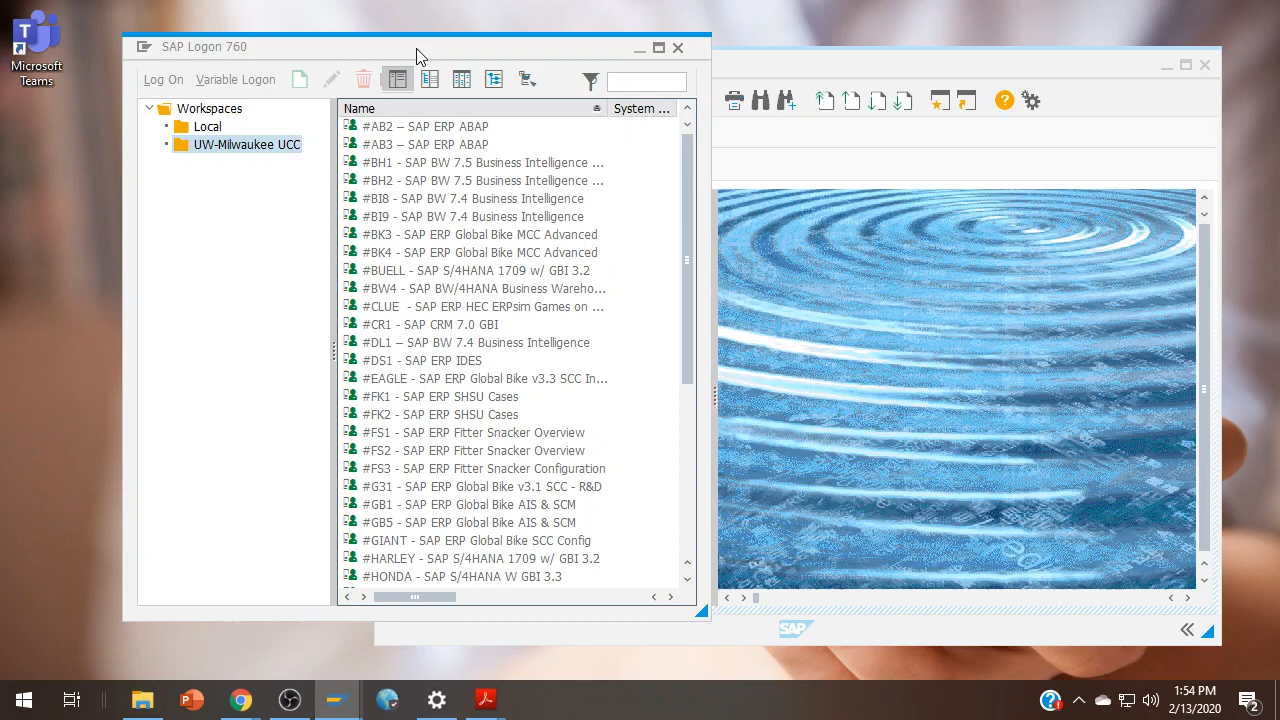 Microsoft
Teams
SAP Logon 760
Log On
Variable Logon
Workspaces
Local
UW-Milwaukee UCC
Name
System ...
#AB2 – SAP ERP ABAP
#AB3 – SAP ERP ABAP
#BH1 - SAP BW 7.5 Business Intelligence ...
#BH2 - SAP BW 7.5 Business Intelligence ...
#BI8 - SAP BW 7.4 Business Intelligence
#BI9 - SAP BW 7.4 Business Intelligence
#BK3 - SAP ERP Global Bike MCC Advanced
#BK4 - SAP ERP Global Bike MCC Advanced
#BUELL - SAP S/4HANA 1709 w/ GBI 3.2
#BW4 - SAP BW/4HANA Business Wareho...
#CLUE - SAP ERP HEC ERPsim Games on ...
#CR1 - SAP CRM 7.0 GBI
#DL1 – SAP BW 7.4 Business Intelligence
#DS1 - SAP ERP IDES
#EAGLE - SAP ERP Global Bike v3.3 SCC In...
#FK1 - SAP ERP SHSU Cases
#FK2 - SAP ERP SHSU Cases
#FS1 - SAP ERP Fitter Snacker Overview
#FS2 - SAP ERP Fitter Snacker Overview
#FS3 - SAP ERP Fitter Snacker Configuration
#G31 - SAP ERP Global Bike v3.1 SCC - R&D
#GB1 - SAP ERP Global Bike AIS & SCM
#GB5 - SAP ERP Global Bike AIS & SCM
#GIANT - SAP ERP Global Bike SCC Config
#HARLEY - SAP S/4HANA 1709 w/ GBI 3.2
#HONDA - SAP S/4HANA W GBI 3.3
SAP
1:54 PM
2/13/2020
2